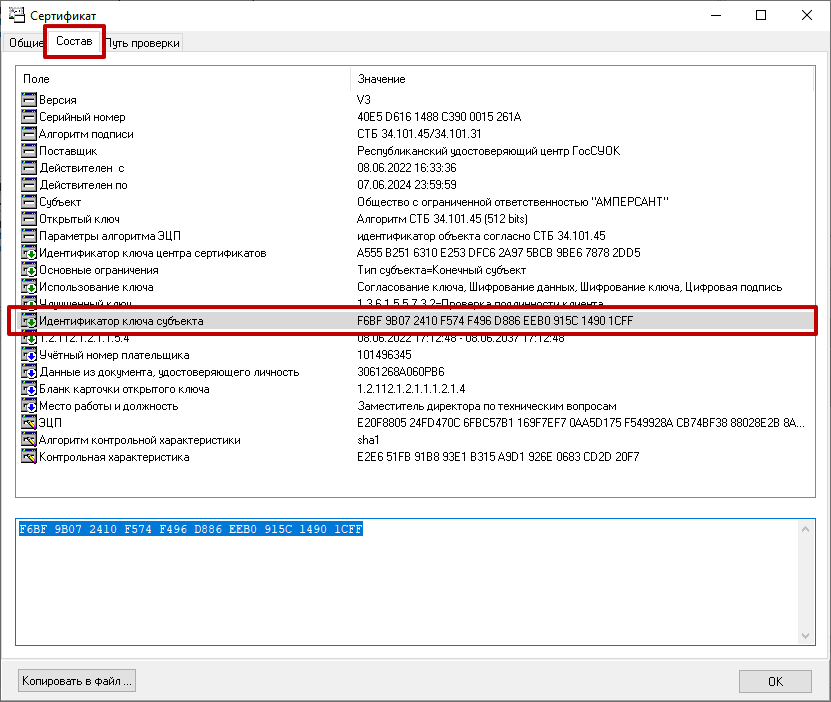 Сертификат
Общие Состав Путь проверки
Поле Значение
Версия V3
Серийный номер 40E5 D616 1488 C390 0015 261A
Алгоритм подписи СТБ 34.101.45/34.101.31
Поставщик Республиканский удостоверяющий центр ГосСУОК
Действителен с 08.06.2022 16:33:36
Действителен по 07.06.2024 23:59:59
Субъект Общество с ограниченной ответственностью "АМПЕРСАНТ"
Открытый ключ Алгоритм СТБ 34.101.45 (512 bits)
Параметры алгоритма ЭЦП идентификатор объекта согласно СТБ 34.101.45
Идентификатор ключа центра сертификатов A555 B251 6310 E253 DFC6 2A97 5BCB 9BE6 7878 2DD5
Основные ограничения Тип субъекта=Конечный субъект
Использование ключа Согласование ключа, Шифрование данных, Шифрование ключа, Цифровая подпись
Улучшенный ключ 1.3.6.1.5.5.7.3.2=Проверка подлинности клиента
Идентификатор ключа субъекта F6BF 9B07 2410 F574 F496 D886 EEB0 915C 1490 1CFF
1.2.112.1.2.1.1.5.4 08.06.2022 17:12:48 - 08.06.2037 17:12:48
Учётный номер плательщика 101496345
Данные из документа, удостоверяющего личность 3061268A060PB6
Бланк карточки открытого ключа 1.2.112.1.2.1.1.1.2.1.4
Место работы и должность Заместитель директора по техническим вопросам
ЭЦП E20F8805 24FD470C 6FBC57B1 169F7EF7 0AA5D175 F549928A CB74BF38 88028E2B 8A...
Алгоритм контрольной характеристики sha1
Контрольная характеристика E2E6 51FB 91B8 93E1 B315 A9D1 926E 0683 CD2D 20F7
F6BF 9B07 2410 F574 F496 D886 EEB0 915C 1490 1CFF
Копировать в файл ... OK